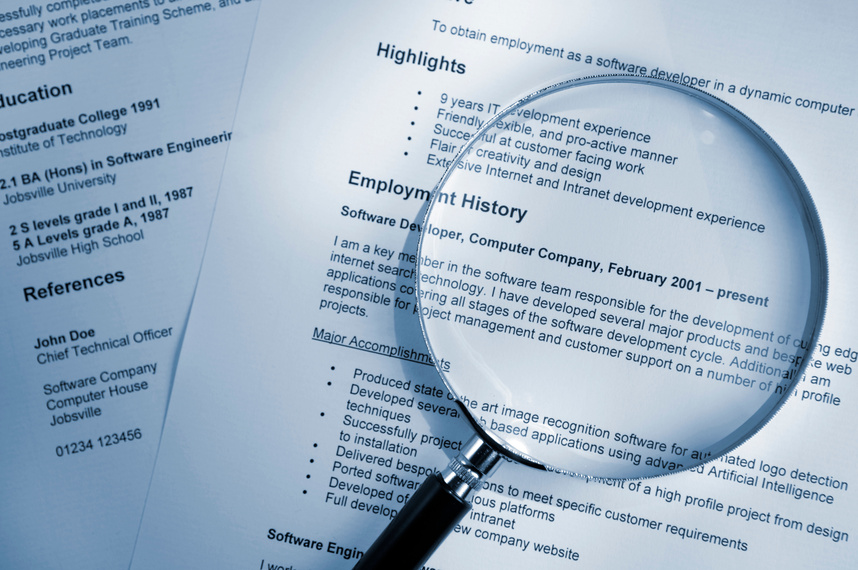 essfully comple
cessary work placements to
veloping Graduate Training Scheme, and
neering Project Team.
ducation
ostgraduate College 1991
nstitute of Technology
2.1 BA (Hons) in Software Engineerin
Jobsville University
2 S levels grade I and II, 1987
5 A Levels grade A, 1987
Jobsville High School
References
John Doe
Chief Technical Officer
Software Company
Computer House
Jobsville
01234 123456
To obtain employment as a software developer in a dynamic computer
Highlights
• 9 years IT development experience
• Friendly, flexible, and pro-active manner
• Successful at customer facing work
• Flair creativity and design
• Extensive Internet and Intranet development experience
Employment History
Software Developer, Computer Company, February 2001 – present
I am a key member in the software team responsible for the development of cutting edg
internet search technology. I have developed several major products and bespoke web
applications covering all stages of the software development cycle. Additionally I am
responsible for project management and customer support on a number of high profile
projects.
Major Accomplishments
• Produced state of the art image recognition software for automated logo detection
• Developed several web based applications using advanced Artificial Intelligence
techniques
• Successfully project ment of a high profile project from design
to installation
• Delivered bespoke ons to meet specific customer requirements
• Ported softwar ious platforms
• Developed of intranet
• Full develop ew company website
Software Engin
I work